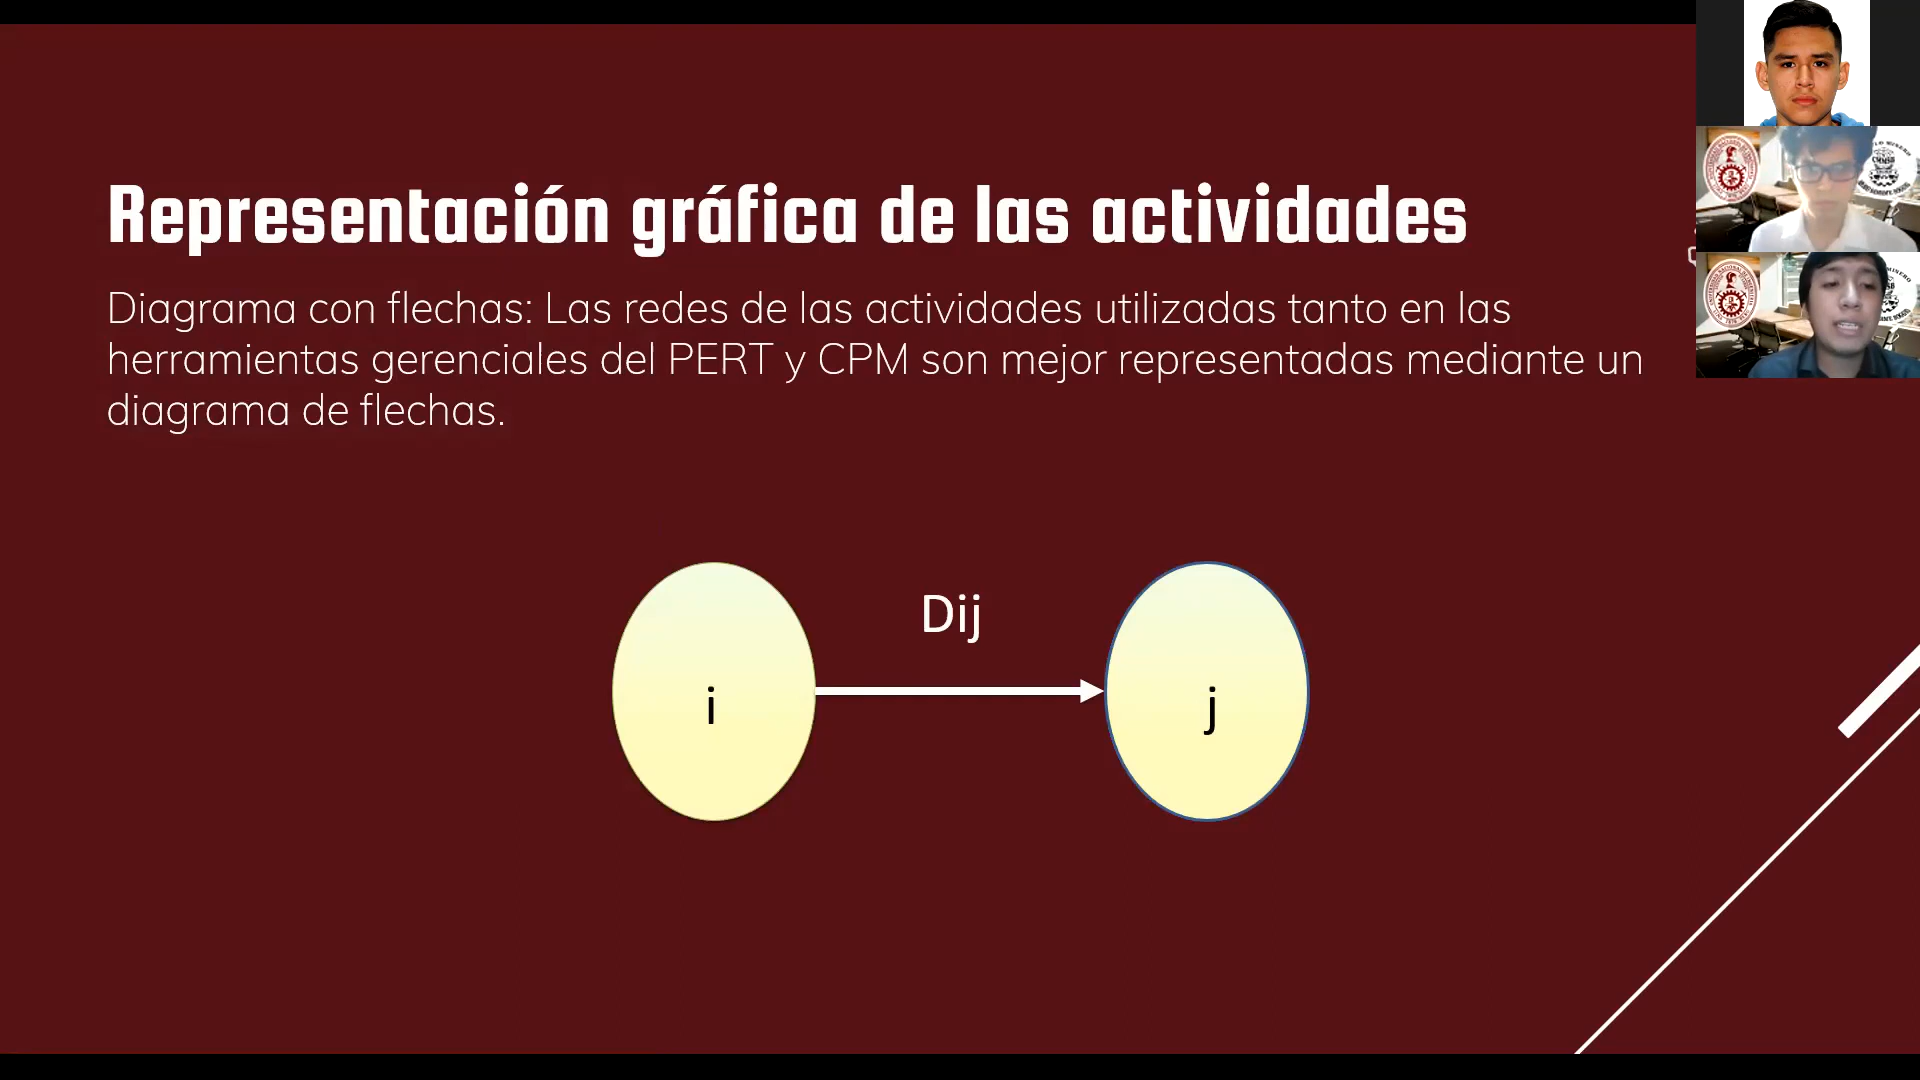 Representación gráfica de las actividades
Diagrama con flechas: Las redes de las actividades utilizadas tanto en las
herramientas gerenciales del PERT y CPM son mejor representadas mediante un
diagrama de flechas.
Dij
i
j